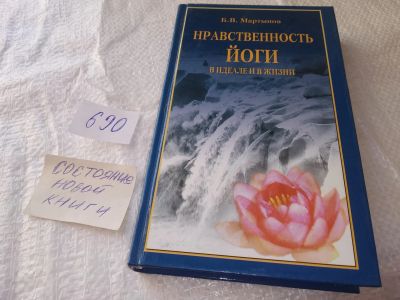 Б.В. Мартынов
НРАВСТВЕННОСТЬ
ЙОГИ
В ИДЕАЛЕ И В ЖИЗНИ
690
СОСТОЯНИЕ
НОВОЙ
КНИГИ